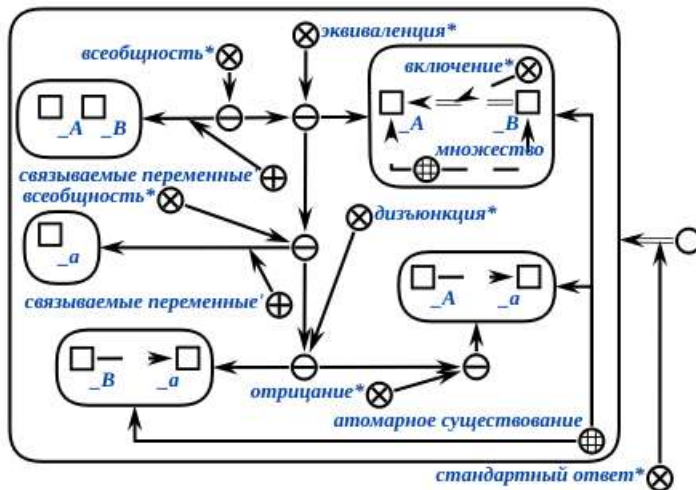 эквиваленция*
всеобщность*
включение*
_A _B
_A
_B
множество
связываемые переменные'
всеобщность*
дизъюнкция*
_a
_A
_a
связываемые переменные'
_B
_a
отрицание*
атомарное существование
стандартный ответ*